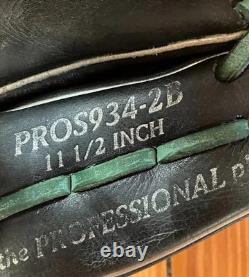 PROS934-2B
11 1/2 INCH
the PROFESSIONAL P